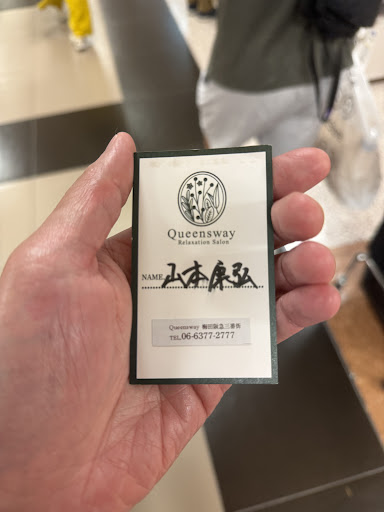 Queensway
Relaxation Salon
NAME 山本康弘
Queensway 梅田阪急三番街
TEL.06-6377-2777